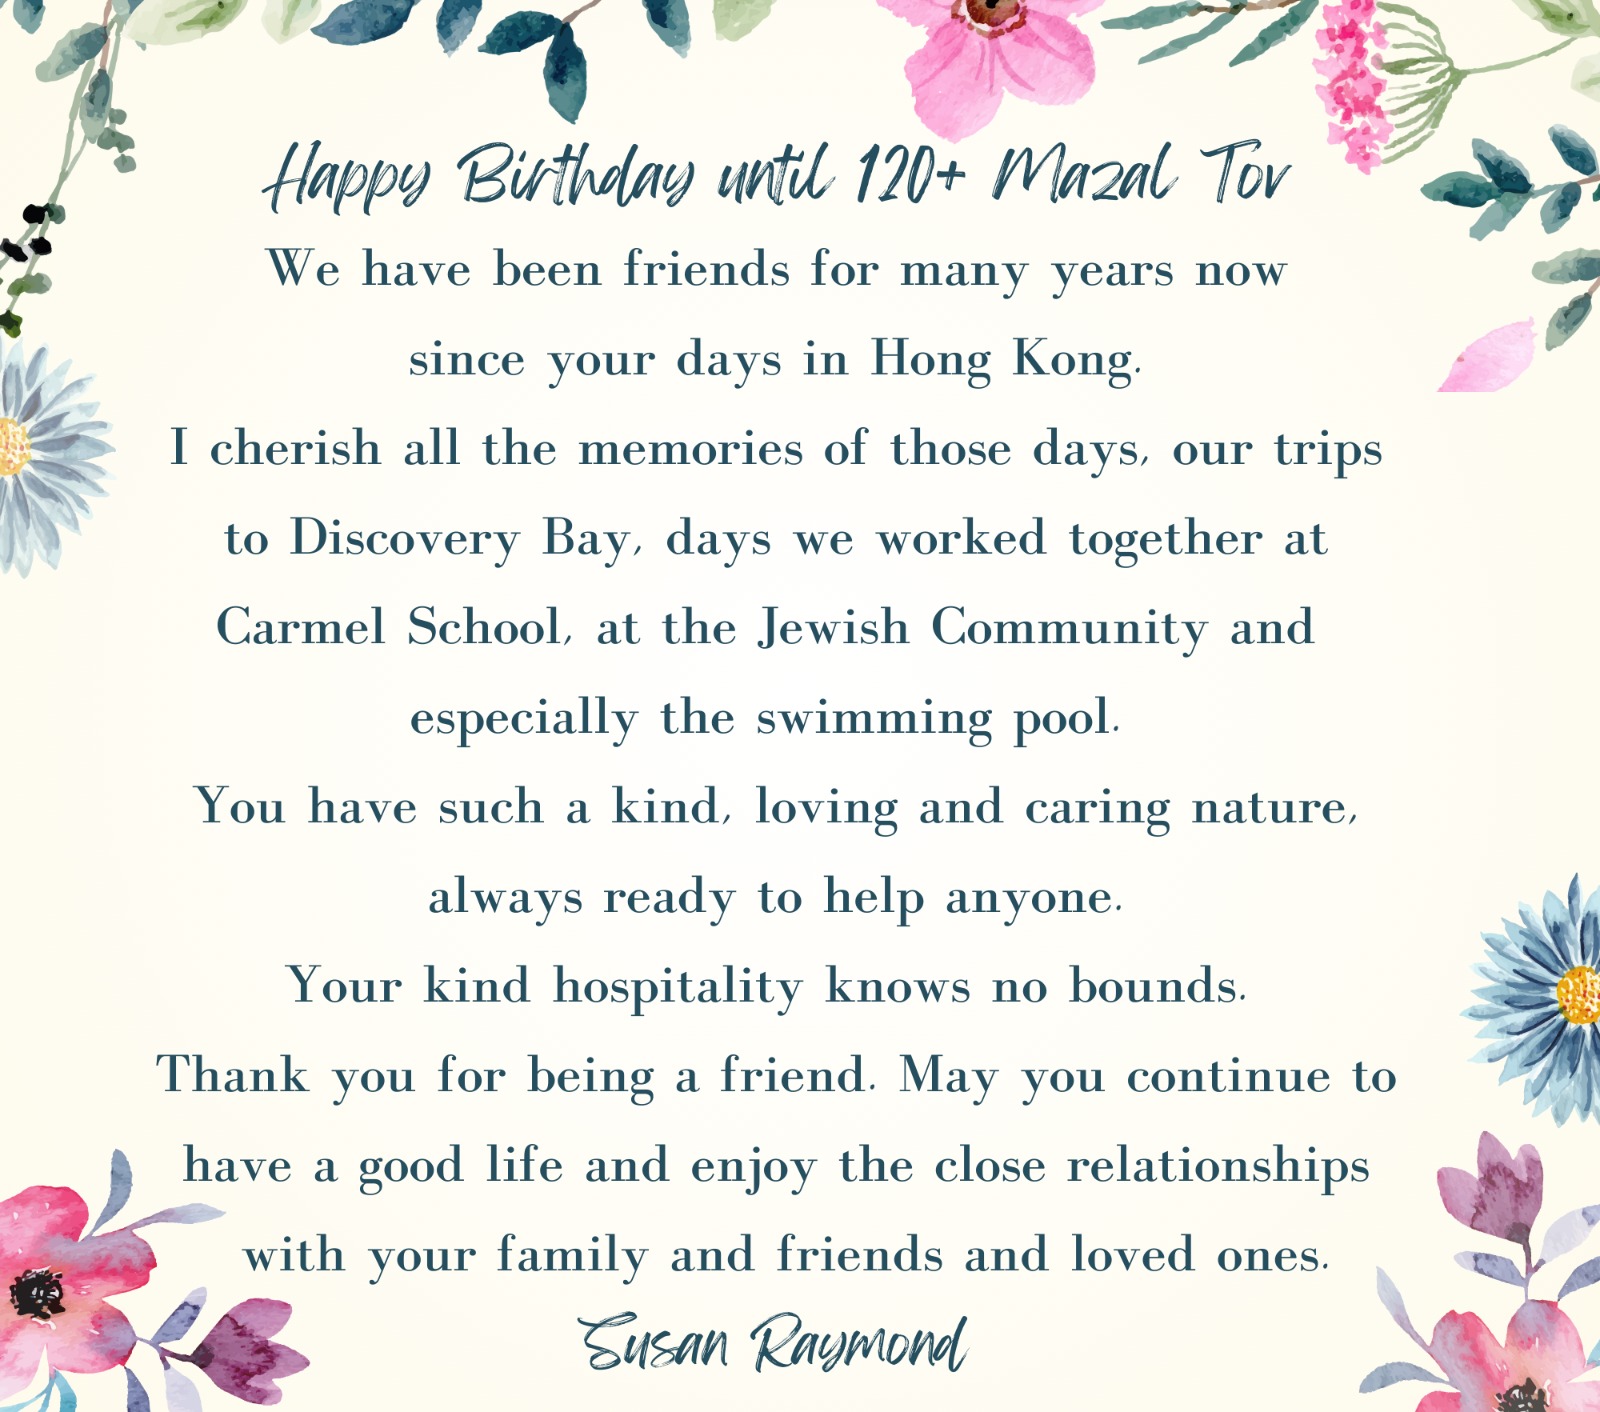 Happy Birthday until 120+ Mazal Tov
We have been friends for many years now
since your days in Hong Kong.
I cherish all the memories of those days, our trips
to Discovery Bay, days we worked together at
Carmel School, at the Jewish Community and
especially the swimming pool.
You have such a kind, loving and caring nature,
always ready to help anyone.
Your kind hospitality knows no bounds.
Thank you for being a friend. May you continue to
have a good life and enjoy the close relationships
with your family and friends and loved ones.
Susan Raymond